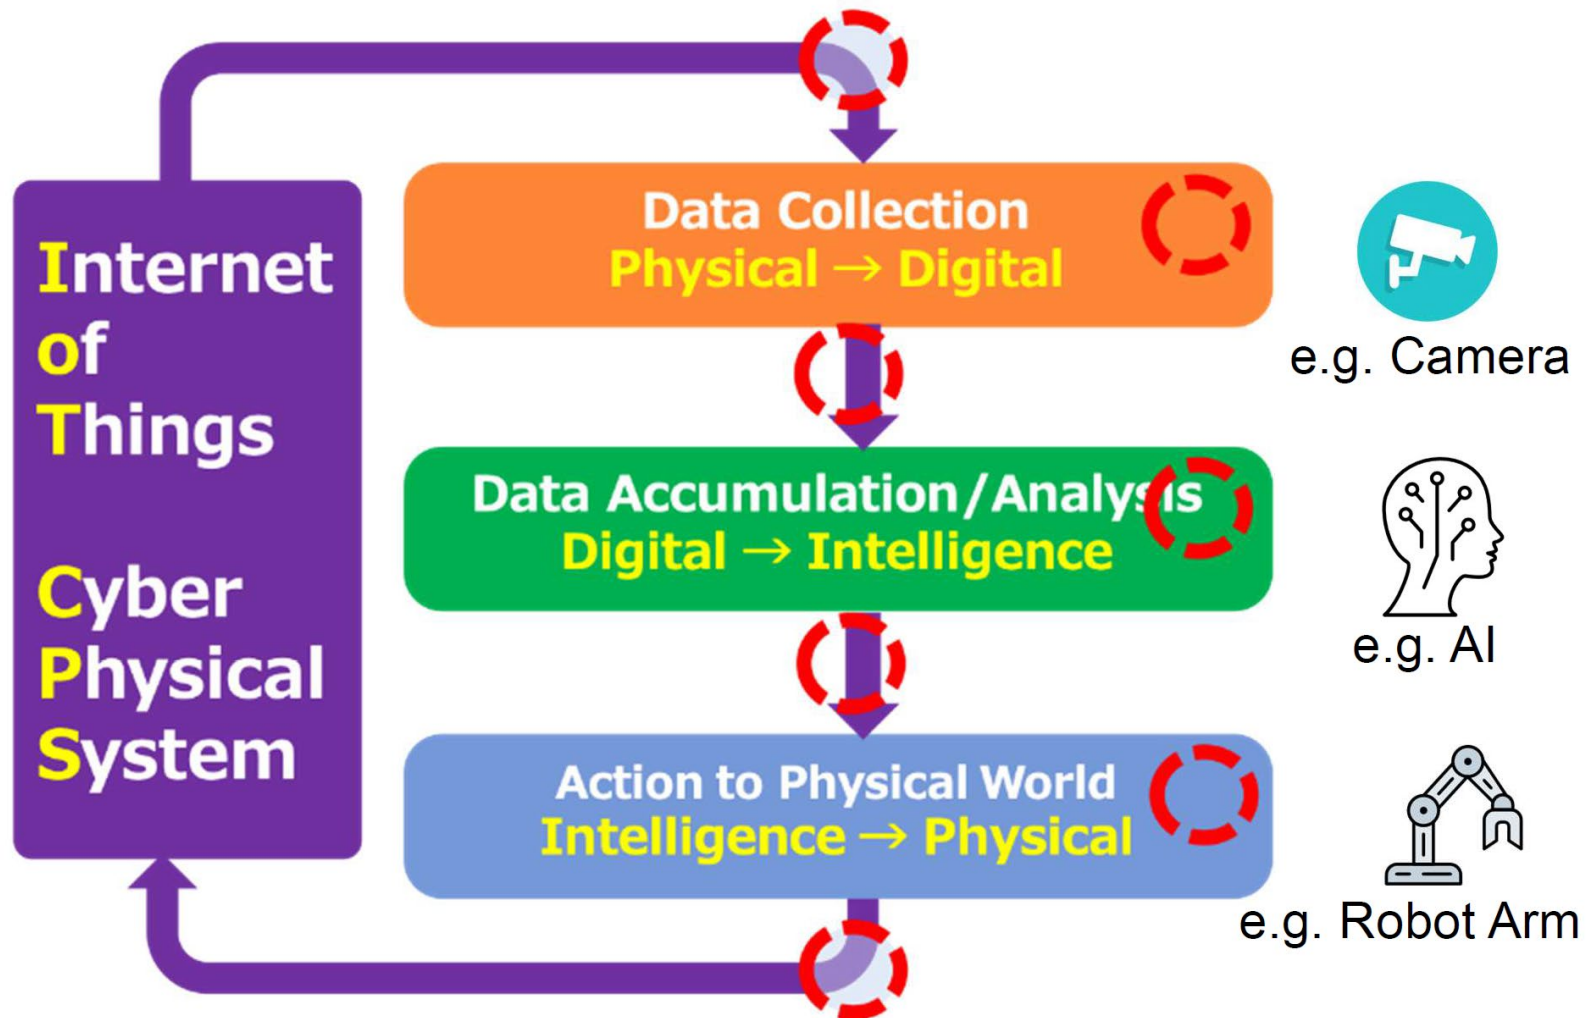 Internet
of
Things
Cyber
Physical
System
Data Collection
Physical → Digital
e.g. Camera
Data Accumulation/Analysis
Digital → Intelligence
e.g. AI
Action to Physical World
Intelligence → Physical
e.g. Robot Arm